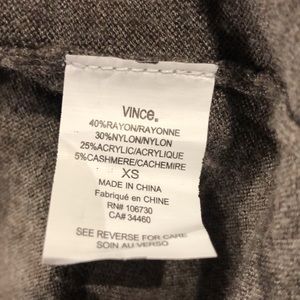 VINCE.
40%RAYON/RAYONNE
30%NYLON/NYLON
25%ACRYLIC/ACRYLIQUE
5%CASHMERE/CACHEMIRE
XS
MADE IN CHINA
Fabriqué en CHINE
RN# 106730
CA# 34460
SEE REVERSE FOR CARE
SOIN AU VERSO